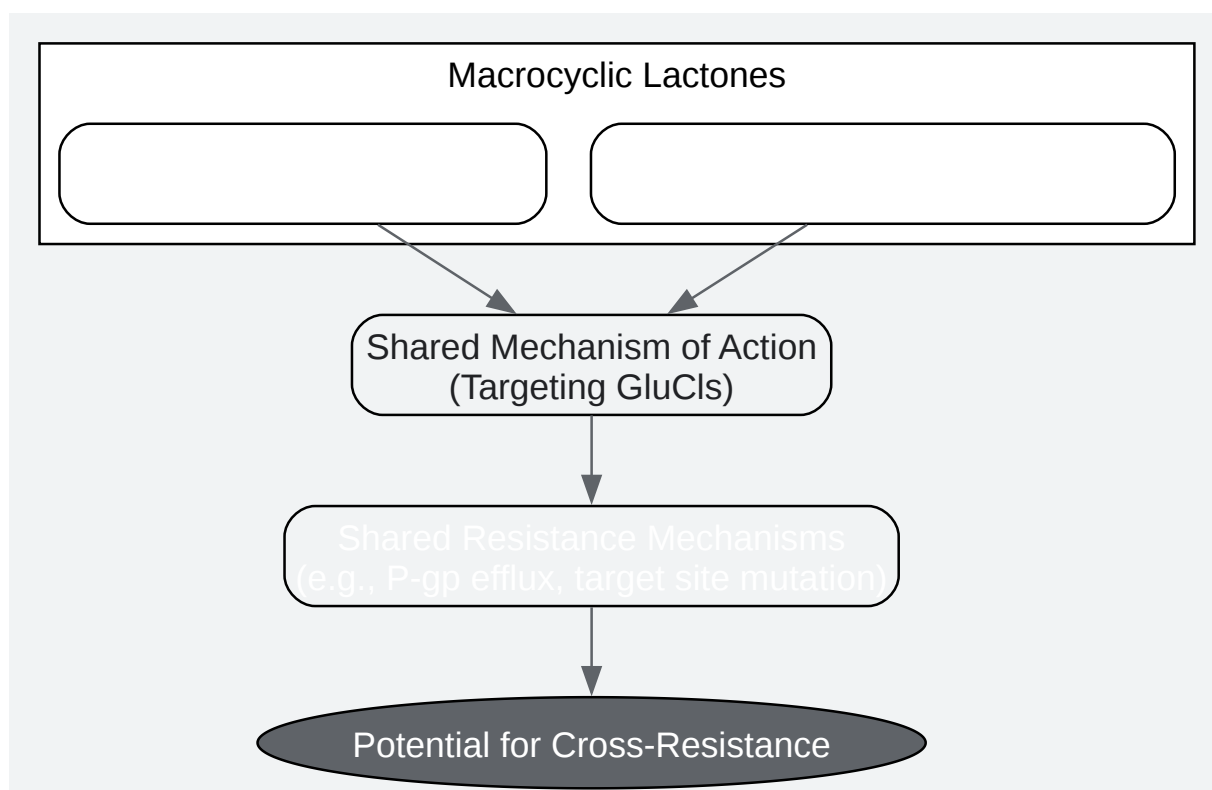 Macrocyclic Lactones
Shared Mechanism of Action
(Targeting GluCls)
Shared Resistance Mechanisms
(e.g., P-gp efflux, target site mutation)
Potential for Cross-Resistance